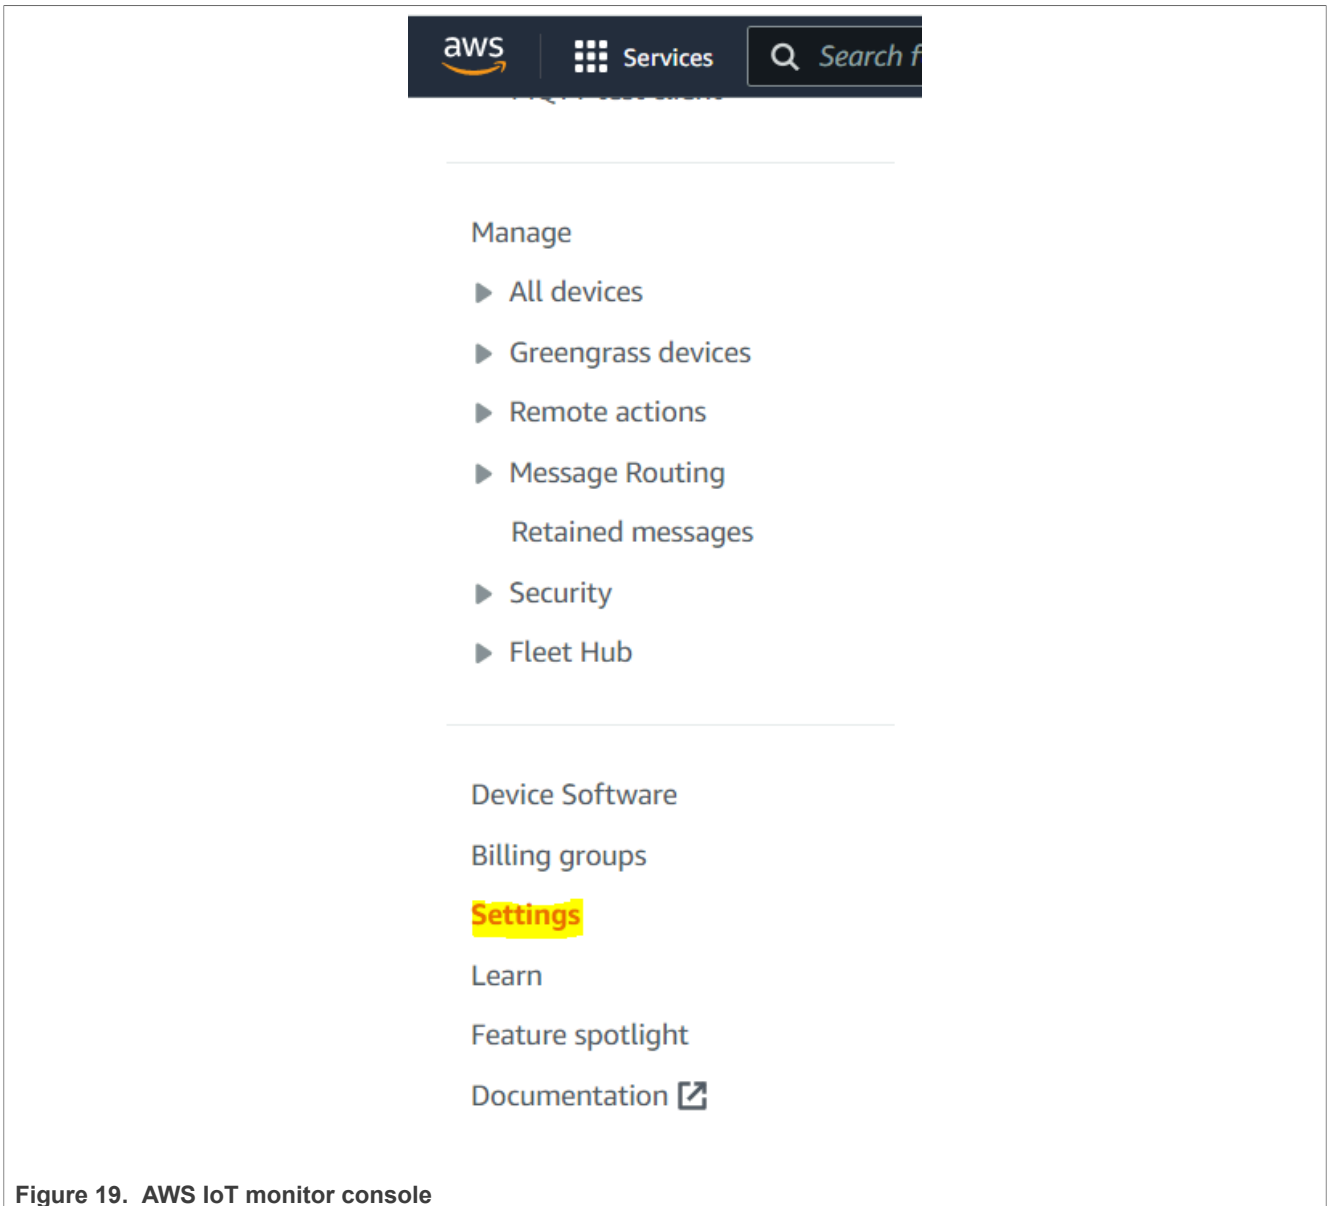 aws
Services
Search f
Manage
All devices
Greengrass devices
Remote actions
Message Routing
Retained messages
Security
Fleet Hub
Device Software
Billing groups
Settings
Learn
Feature spotlight
Documentation
Figure 19. AWS IoT monitor console